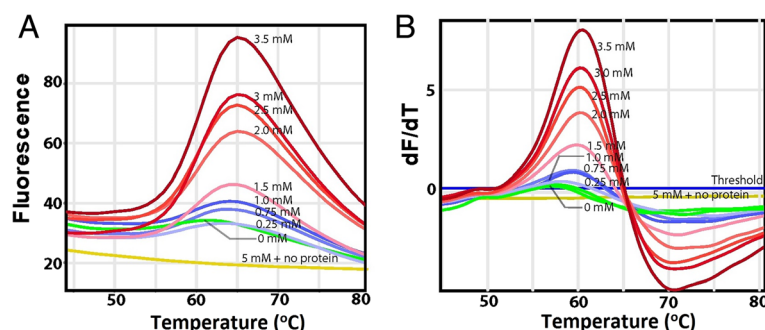 A
B
Fluorescence
80
60
40
20
3.5 mM
3 mM
2.5 mM
2.0 mM
1.5 mM
1.0 mM
0.75 mM
0.25 mM
0 mM
5 mM + no protein
50
60
70
80
Temperature (oC)
dF/dT
5
0
3.5 mM
3.0 mM
2.5 mM
2.0 mM
1.5 mM
1.0 mM
0.75 mM
0.25 mM
0 mM
Threshold
5 mM + no protein
50
60
70
80
Temperature (oC)